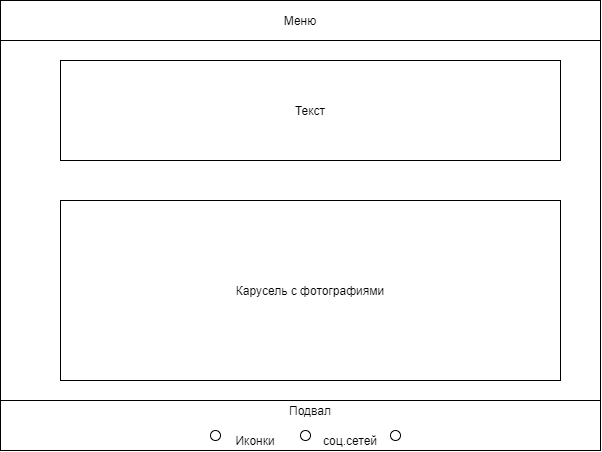 Меню
Текст
Карусель с фотографиями
Подвал
Иконки соц.сетей